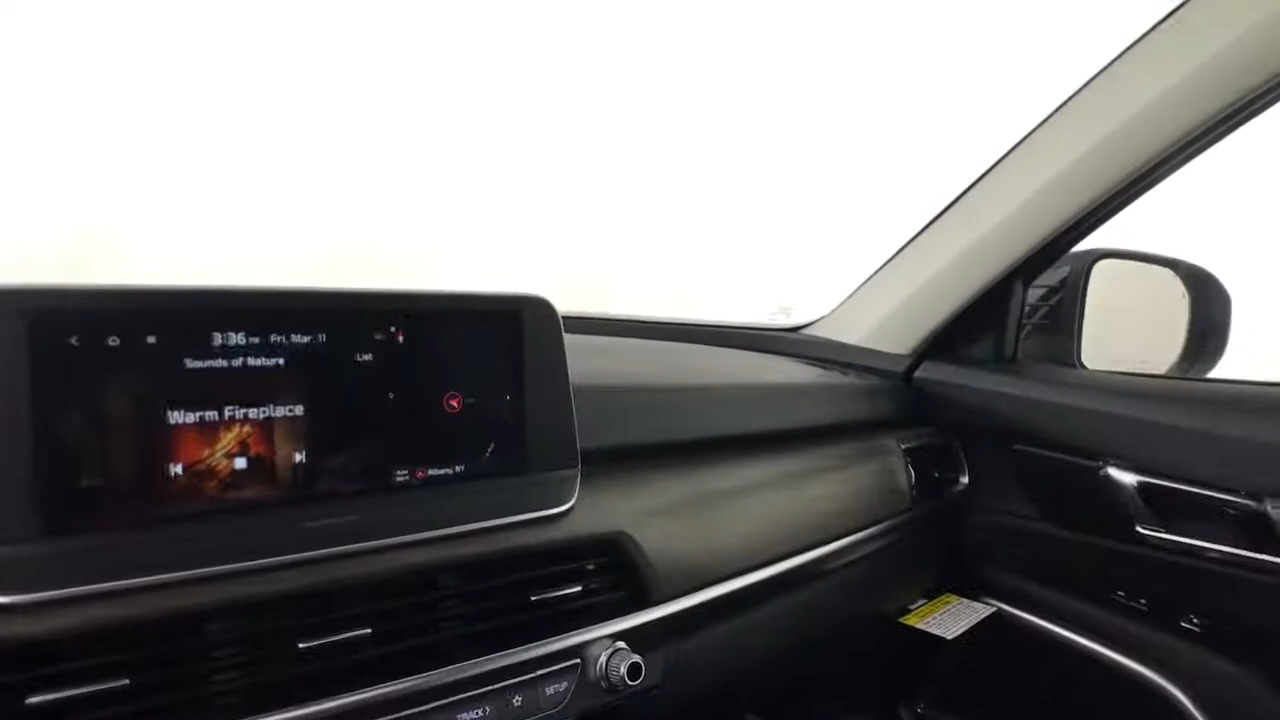 3:36 PM Fri, Mar. 11
Sounds of Nature
List
Warm Fireplace
Albany, NY
TRACK
SETUP